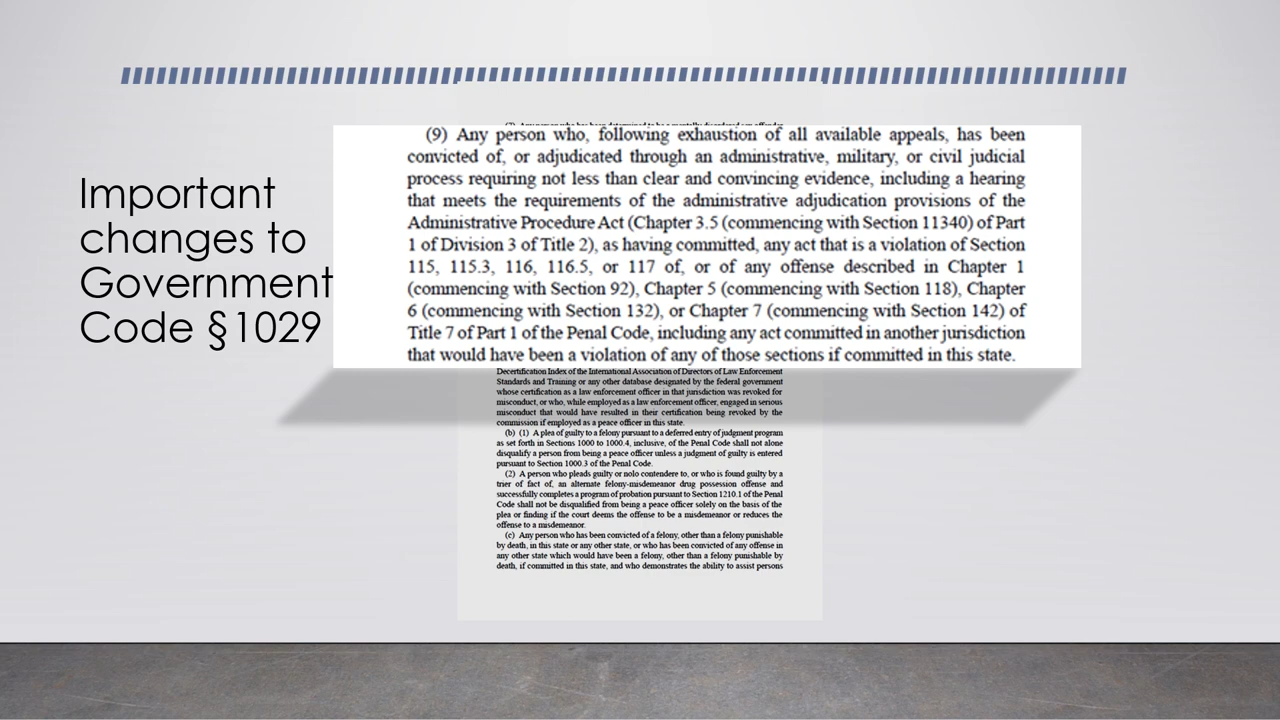 Important
changes to
Government
Code §1029
(9) Any person who, following exhaustion of all available appeals, has been
convicted of, or adjudicated through an administrative, military, or civil judicial
process requiring not less than clear and convincing evidence, including a hearing
that meets the requirements of the administrative adjudication provisions of the
Administrative Procedure Act (Chapter 3.5 (commencing with Section 11340) of Part
1 of Division 3 of Title 2), as having committed, any act that is a violation of Section
115, 115.3, 116, 116.5, or 117 of, or of any offense described in Chapter 1
(commencing with Section 92), Chapter 5 (commencing with Section 118), Chapter
6 (commencing with Section 132), or Chapter 7 (commencing with Section 142) of
Title 7 of Part 1 of the Penal Code, including any act committed in another jurisdiction
that would have been a violation of any of those sections if committed in this state.
Decertification Index of the International Association of Directors of Law Enforcement
Standards and Training or any other database designated by the federal government
whose certification as a law enforcement officer in that jurisdiction was revoked for
misconduct, or who, while employed as a law enforcement officer, engaged in serious
misconduct that would have resulted in their certification being revoked by the
commission if employed as a peace officer in this state.
(b) (1) A plea of guilty to a felony pursuant to a deferred entry of judgment program
as set forth in Sections 1000 to 1000.4, inclusive, of the Penal Code shall not alone
disqualify a person from being a peace officer unless a judgment of guilty is entered
pursuant to Section 1000.3 of the Penal Code.
(2) A person who pleads guilty or nolo contendere to, or who is found guilty by a
trier of fact of, an alternate felony-misdemeanor drug possession offense and
successfully completes a program of probation pursuant to Section 1210.1 of the Penal
Code shall not be disqualified from being a peace officer solely on the basis of the
plea or finding if the court deems the offense to be a misdemeanor or reduces the
offense to a misdemeanor.
(c) Any person who has been convicted of a felony, other than a felony punishable
by death, in this state or any other state, or who has been convicted of any offense in
any other state which would have been a felony, other than a felony punishable by
death, if committed in this state, and who demonstrates the ability to assist persons